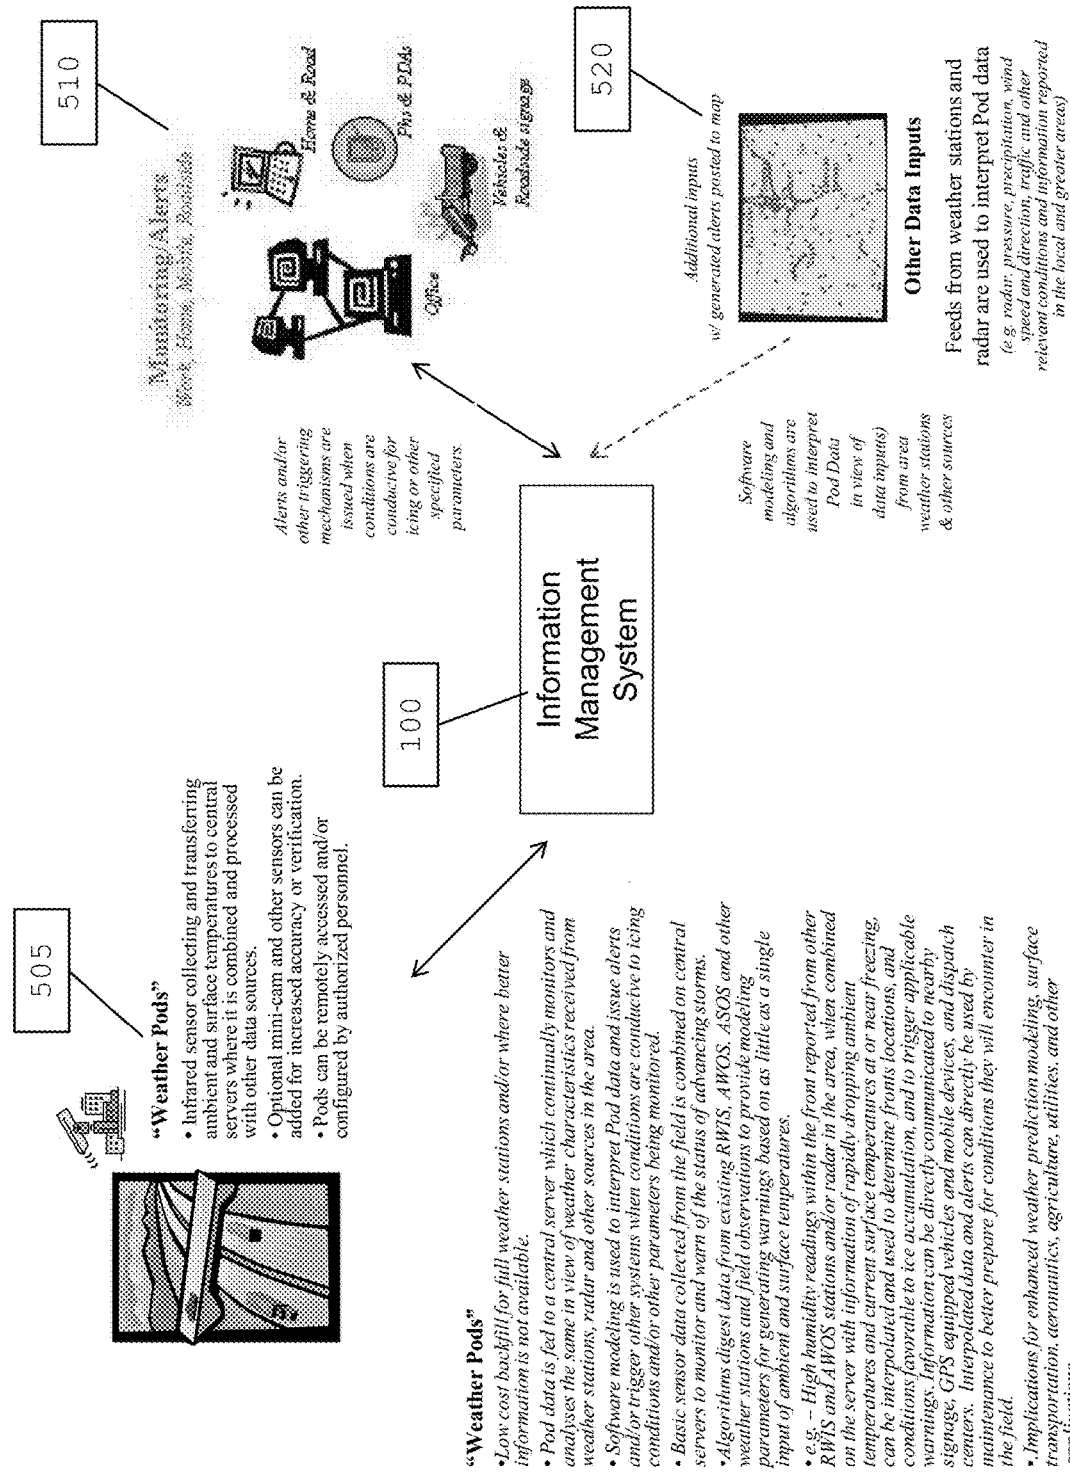 505
"Weather Pods"
• Infrared sensor collecting and transferring
ambient and surface temperatures to central
servers where it is combined and processed
with other data sources.
• Optional mini-cam and other sensors can be
added for increased accuracy or verification.
• Pods can be remotely accessed and/or
configured by authorized personnel.
510
Monitoring/Alerts
Work, Home, Mobile, Roadside
Home & Road
PDAs
Vehicles &
Roadside signage
Office
Alerts and/or
other triggering
mechanisms are
issued when
conditions are
conducive for
icing or other
specified
parameters.
100
Information
Management
System
520
Additional inputs
w/ generated alerts posted to map
Other Data Inputs
Feeds from weather stations and
radar are used to interpret Pod data
(e.g. radar, pressure, precipitation, wind
speed and direction, traffic and other
relevant conditions and information reported
in the local and greater areas)
Software
modeling and
algorithms are
used to interpret
Pod Data
in view of
data inputs)
from area
weather stations
& other sources
"Weather Pods"
•Low cost backfill for full weather stations and/or where better
information is not available.
• Pod data is fed to a central server which continually monitors and
analyses the same in view of weather characteristics received from
weather stations, radar and other sources in the area.
• Software modeling is used to interpret Pod data and issue alerts
and/or trigger other systems when conditions are conducive to icing
conditions and/or other parameters being monitored.
• Basic sensor data collected from the field is combined on central
servers to monitor and warn of the status of advancing storms.
•Algorithms digest data from existing RWIS, AWOS, ASOS and other
weather stations and field observations to provide modeling
parameters for generating warnings based on as little as a single
input of ambient and surface temperatures.
• e.g. – High humidity readings within the front reported from other
RWIS and AWOS stations and/or radar in the area, when combined
on the server with information of rapidly dropping ambient
temperatures and current surface temperatures at or near freezing,
can be interpolated and used to determine fronts locations, and
conditions favorable to ice accumulation, and to trigger applicable
warnings. Information can be directly communicated to nearby
signage, GPS equipped vehicles and mobile devices, and dispatch
centers. Interpolated data and alerts can directly be used by
maintenance to better prepare for conditions they will encounter in
the field.
• Implications for enhanced weather prediction modeling, surface
transportation, aeronautics, agriculture, utilities, and other